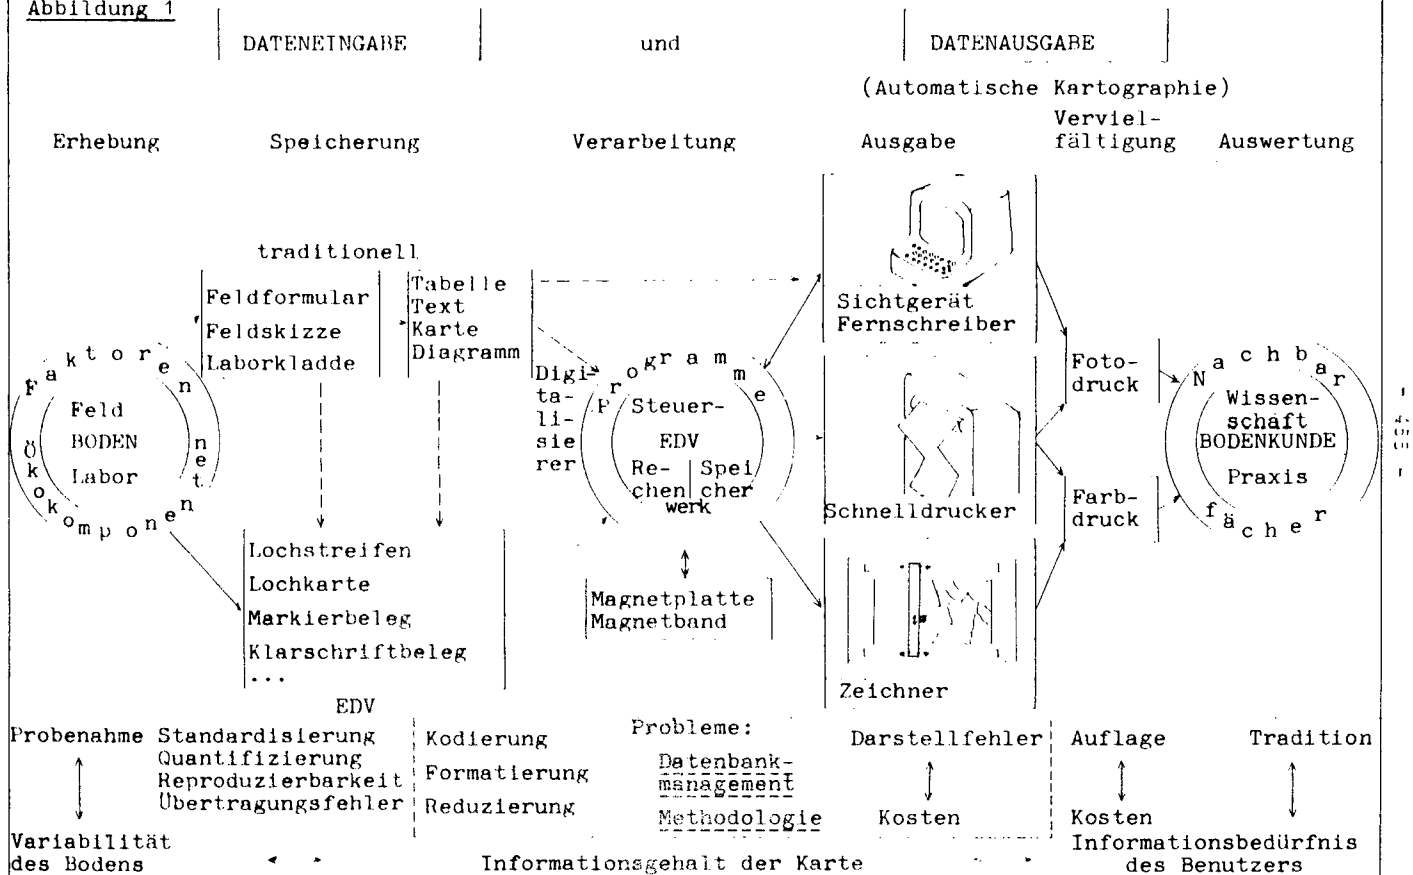 Abbildung 1
DATENEINGABE und DATENAUSGABE
(Automatische Kartographie)
Erhebung Speicherung Verarbeitung Ausgabe Verviel-
fältigung Auswertung
traditionell
Feldformular
Feldskizze
Laborkladde
Tabelle
Text
Karte
Diagramm
Faktoren
Ökokomponenten
Feld
BODEN
Labor
Digi-
ta-
li-
sie
rer
Programme
Steuer-
EDV
Re-
chen
Spei
cher
werk
Sichtgerät
Fernschreiber
Schnelldrucker
Zeichner
Foto-
druck
Farb-
druck
Nachbar
fächer
Wissen-
schaft
BODENKUNDE
Praxis
Lochstreifen
Lochkarte
Markierbeleg
Klarschriftbeleg
...
EDV
Magnetplatte
Magnetband
Probenahme
Variabilität
des Bodens
Standardisierung
Quantifizierung
Reproduzierbarkeit
Übertragungsfehler
Kodierung
Formatierung
Reduzierung
Probleme:
Datenbank-
management
Methodologie
Darstellfehler
Kosten
Auflage
Kosten
Tradition
Informationsbedürfnis
des Benutzers
Informationsgehalt der Karte